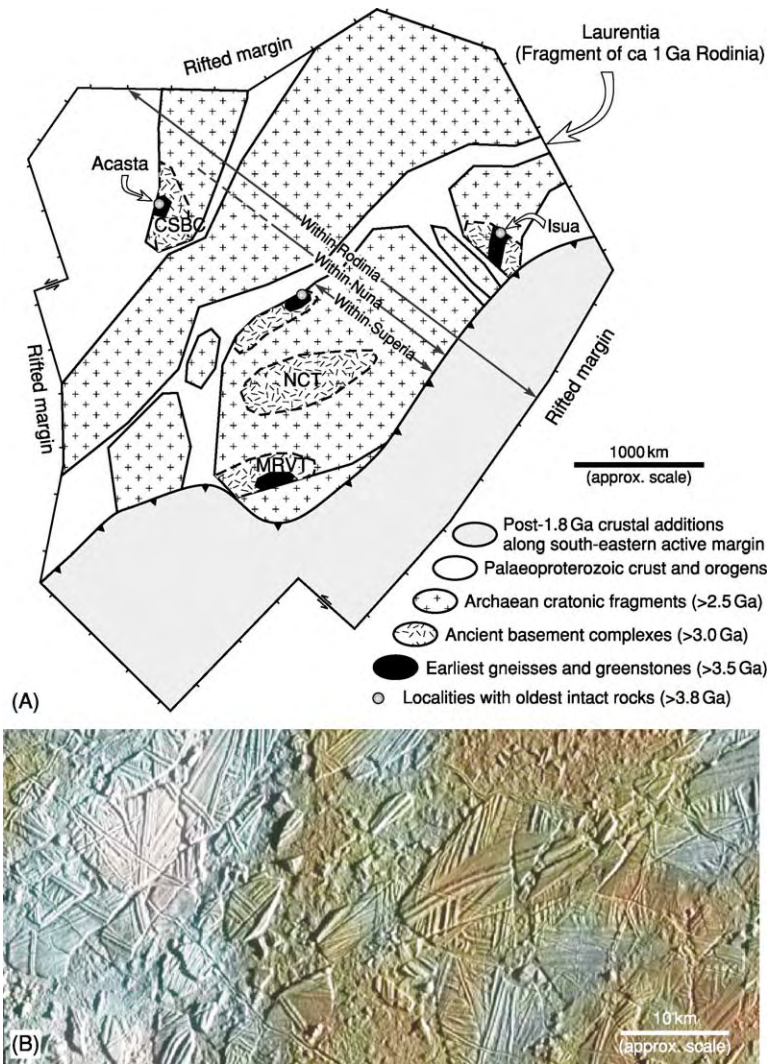 Rifted margin
Laurentia
(Fragment of ca 1 Ga Rodinia)
Acasta
CSBC
Isua
Within Rodinia
Within Nuna
Within Superia
NCT
MRVT
Rifted margin
Rifted margin
1000 km
(approx. scale)
Post-1.8 Ga crustal additions
along south-eastern active margin
Palaeoproterozoic crust and orogens
Archaean cratonic fragments (>2.5 Ga)
Ancient basement complexes (>3.0 Ga)
Earliest gneisses and greenstones (>3.5 Ga)
Localities with oldest intact rocks (>3.8 Ga)
(A)
10 km
(approx. scale)
(B)